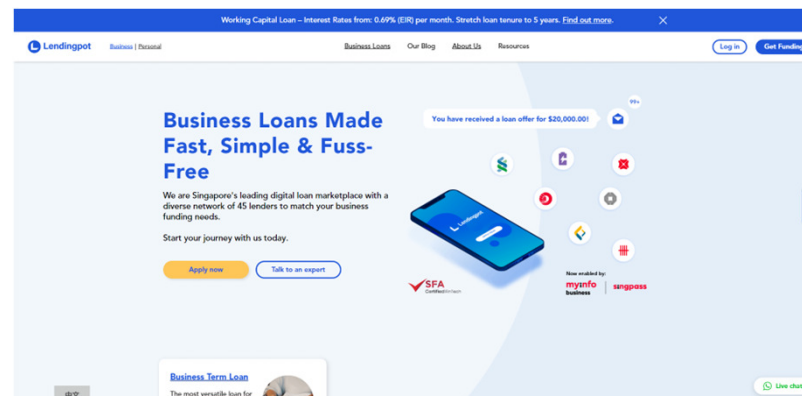 Working Capital Loan – Interest Rates from: 0.69% (EIR) per month. Stretch loan tenure to 5 years. Find out more.
Lendingpot
Business | Personal
Business Loans
Our Blog
About Us
Resources
Log in
Get Funding
Business Loans Made
Fast, Simple & Fuss-
Free
We are Singapore's leading digital loan marketplace with a
diverse network of 45 lenders to match your business
funding needs.
Start your journey with us today.
Apply now
Talk to an expert
You have received a loan offer for $20,000.00!
99+
Lendingpot
SFA
Certified Fintech
Now enabled by:
myinfo
business
singpass
Business Term Loan
The most versatile loan for
中文
Live chat